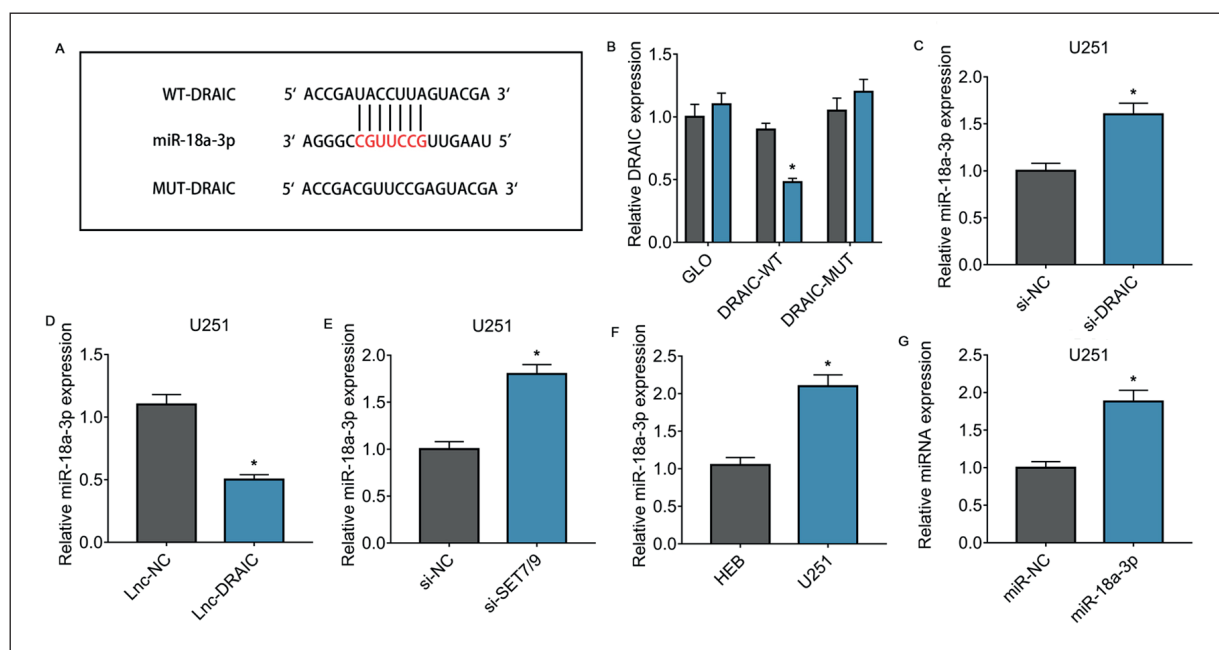 A
WT-DRAIC 5‘ ACCGAUACCUUAGUACGA 3‘
miR-18a-3p 3‘ AGGGCCGUUCCGUUGAAU 5′
MUT-DRAIC 5‘ ACCGACGUUCCGAGUACGA 3‘
B
Relative DRAIC expression
1.5
1.0
0.5
0.0
*
GLO
DRAIC-WT
DRAIC-MUT
C
U251
Relative miR-18a-3p expression
2.0
1.5
1.0
0.5
0.0
*
si-NC
si-DRAIC
D
U251
Relative miR-18a-3p expression
1.5
1.0
0.5
0.0
*
Lnc-NC
Lnc-DRAIC
E
U251
Relative miR-18a-3p expression
2.0
1.5
1.0
0.5
0.0
*
si-NC
si-SET7/9
F
Relative miR-18a-3p expression
2.5
2.0
1.5
1.0
0.5
0.0
*
HEB
U251
G
U251
Relative miRNA expression
2.5
2.0
1.5
1.0
0.5
0.0
*
miR-NC
miR-18a-3p